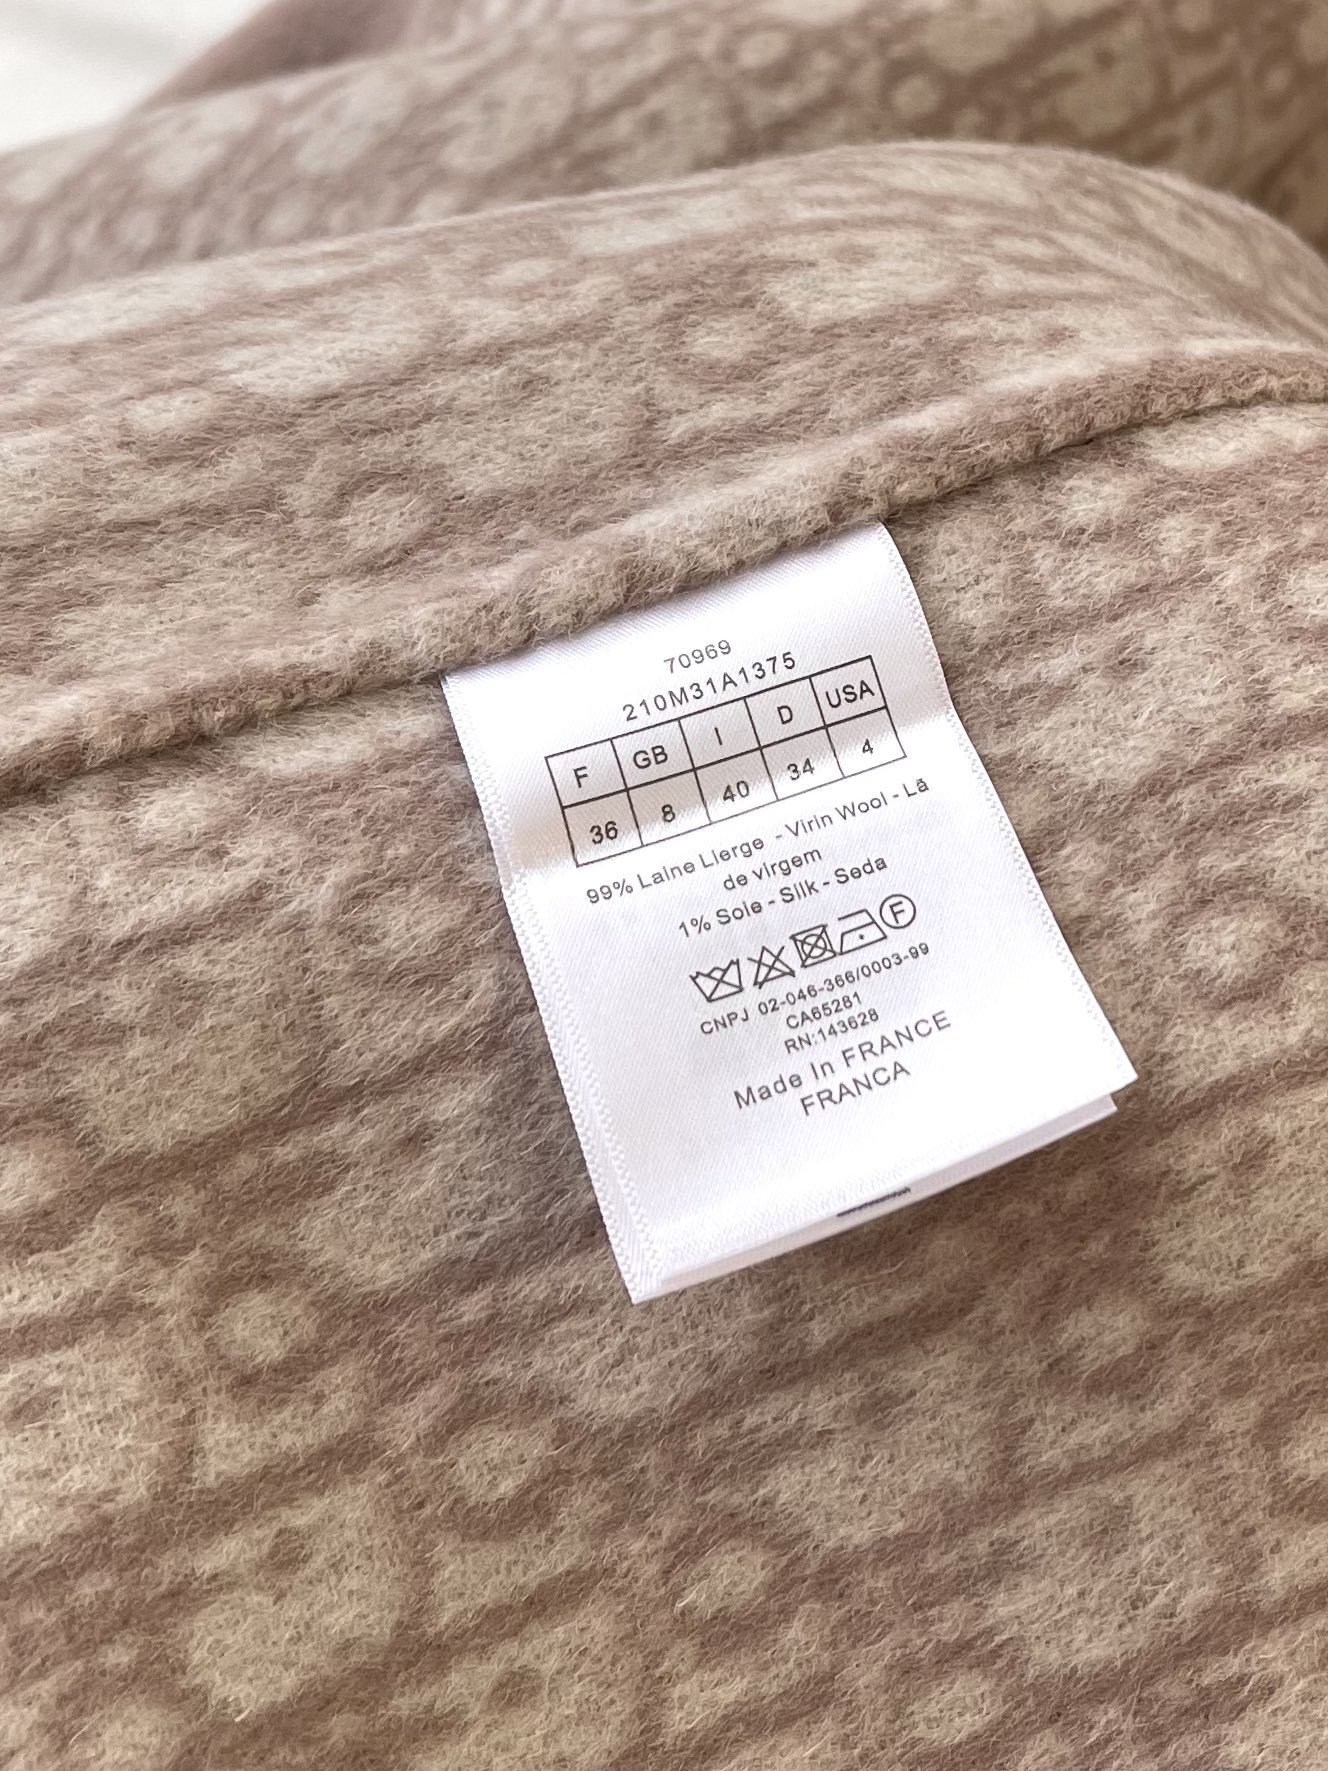 70969
210M31A1375
F GB I D USA
36 8 40 34 4
99% Laine Lierge - Virin Wool - Lã
de virgem
1% Soie - Silk - Seda
F
CNPJ 02-046-366/0003-99
CA65281
RN:143628
Made In FRANCE
FRANCA